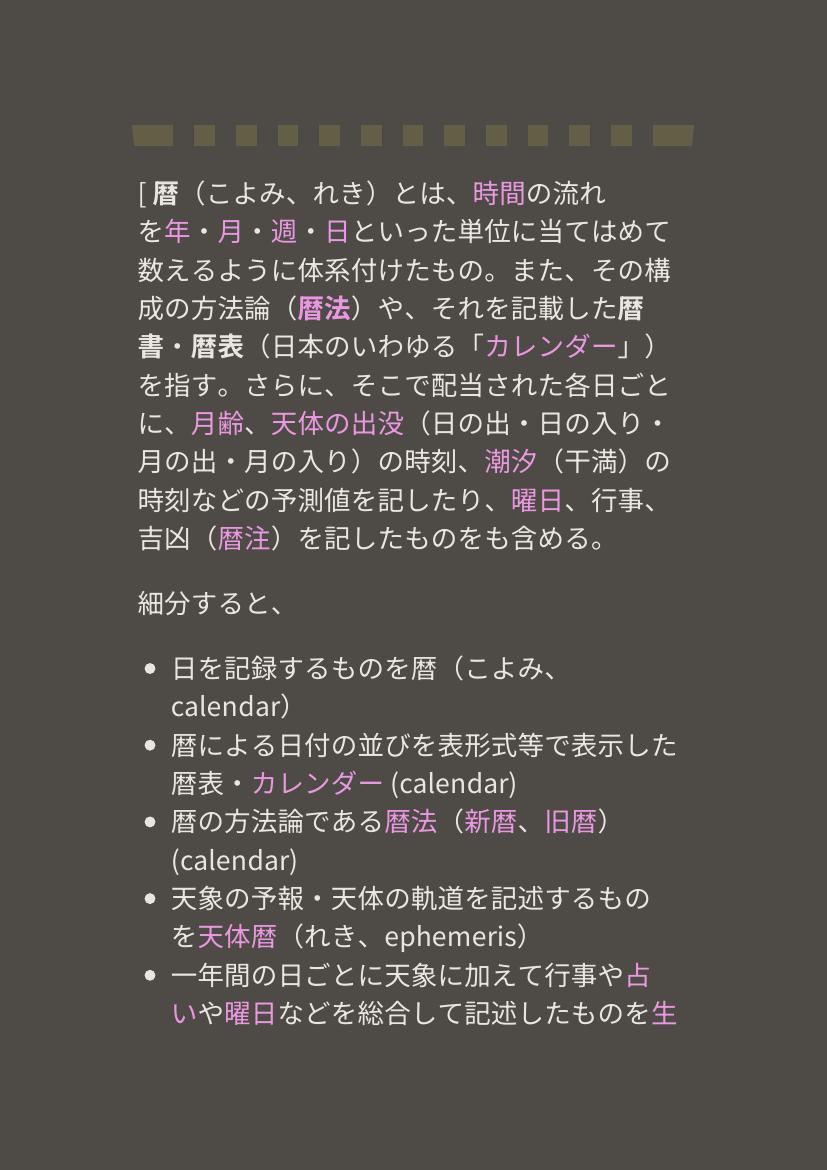 [ 暦（こよみ、れき）とは、時間の流れ
を年・月・週・日といった単位に当てはめて
数えるように体系付けたもの。また、その構
成の方法論（暦法）や、それを記載した暦
書・暦表（日本のいわゆる「カレンダー」）
を指す。さらに、そこで配当された各日ごと
に、月齢、天体の出没（日の出・日の入り・
月の出・月の入り）の時刻、潮汐（干満）の
時刻などの予測値を記したり、曜日、行事、
吉凶（暦注）を記したものをも含める。
細分すると、
• 日を記録するものを暦（こよみ、
calendar）
• 暦による日付の並びを表形式等で表示した
暦表・カレンダー (calendar)
• 暦の方法論である暦法（新暦、旧暦）
(calendar)
• 天象の予報・天体の軌道を記述するもの
を天体暦（れき、ephemeris）
• 一年間の日ごとに天象に加えて行事や占
いや曜日などを総合して記述したものを生